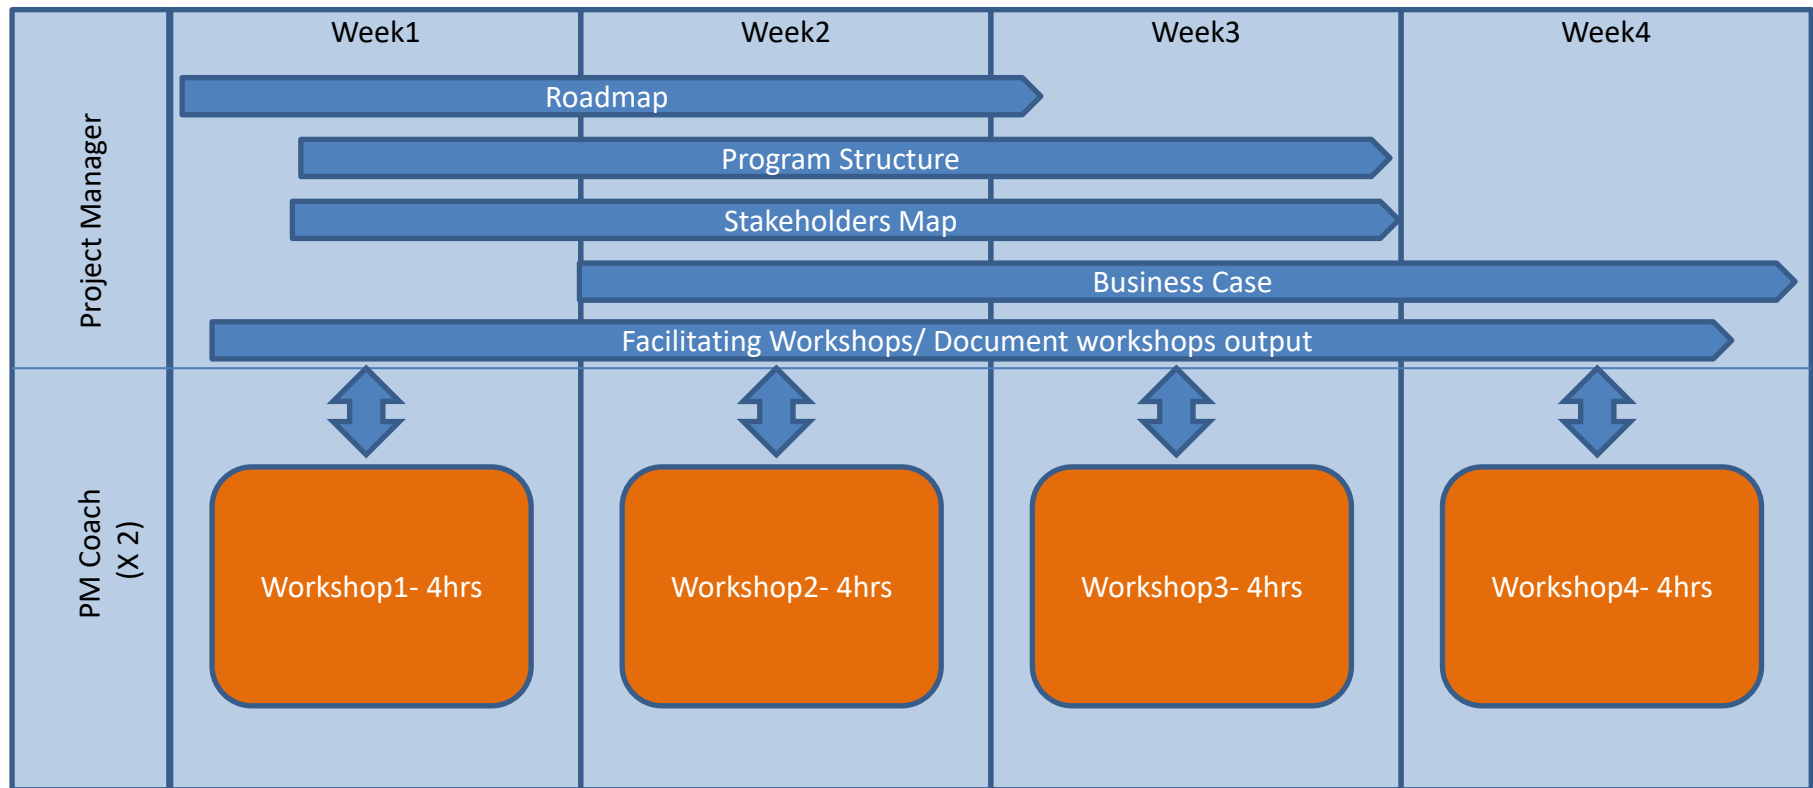 Week1
Week2
Week3
Week4
Project Manager
Roadmap
Program Structure
Stakeholders Map
Business Case
Facilitating Workshops/ Document workshops output
PM Coach
(X 2)
Workshop1- 4hrs
Workshop2- 4hrs
Workshop3- 4hrs
Workshop4- 4hrs